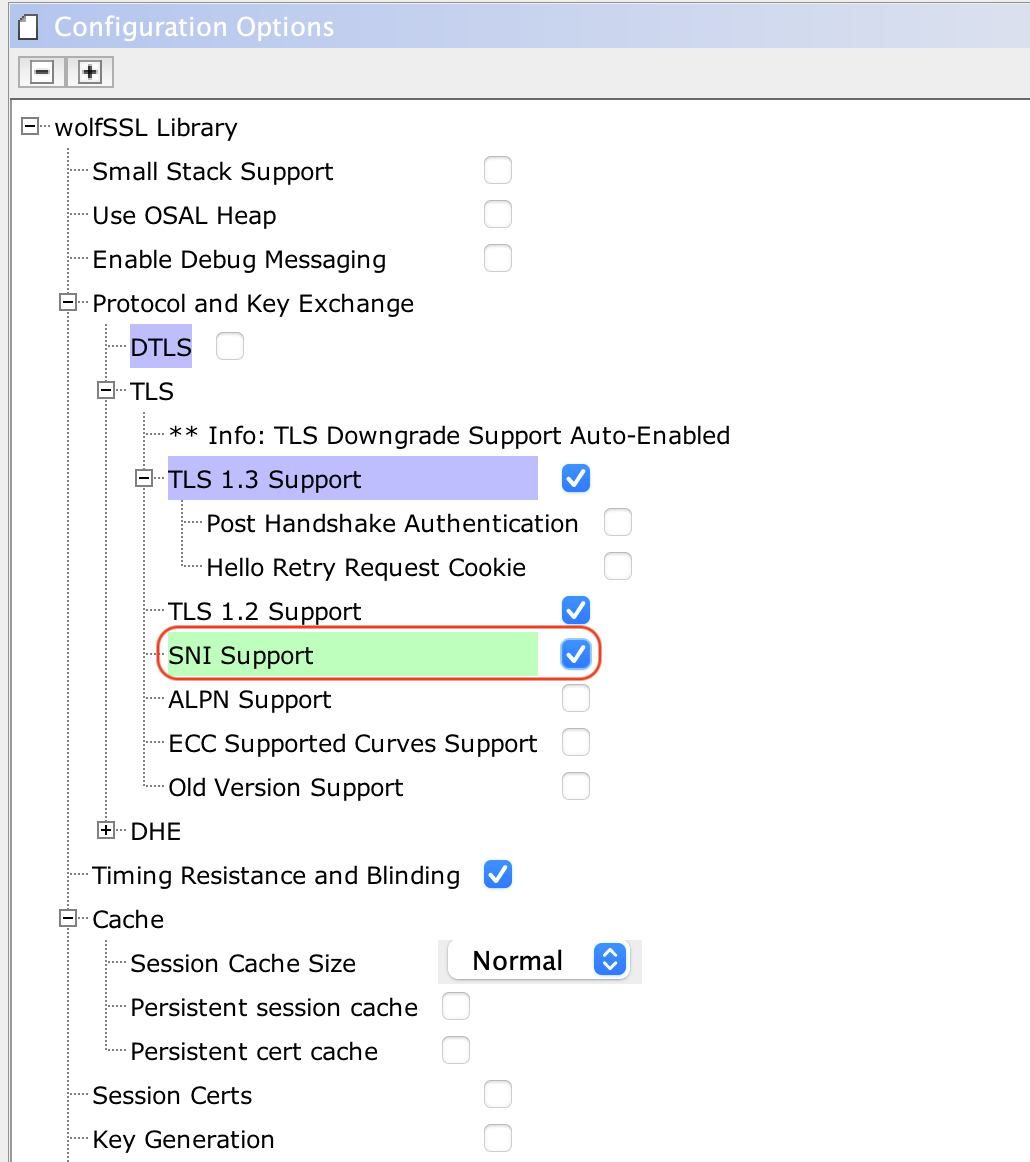 Configuration Options
wolfSSL Library
Small Stack Support
Use OSAL Heap
Enable Debug Messaging
Protocol and Key Exchange
DTLS
TLS
** Info: TLS Downgrade Support Auto-Enabled
TLS 1.3 Support
Post Handshake Authentication
Hello Retry Request Cookie
TLS 1.2 Support
SNI Support
ALPN Support
ECC Supported Curves Support
Old Version Support
DHE
Timing Resistance and Blinding
Cache
Session Cache Size Normal
Persistent session cache
Persistent cert cache
Session Certs
Key Generation